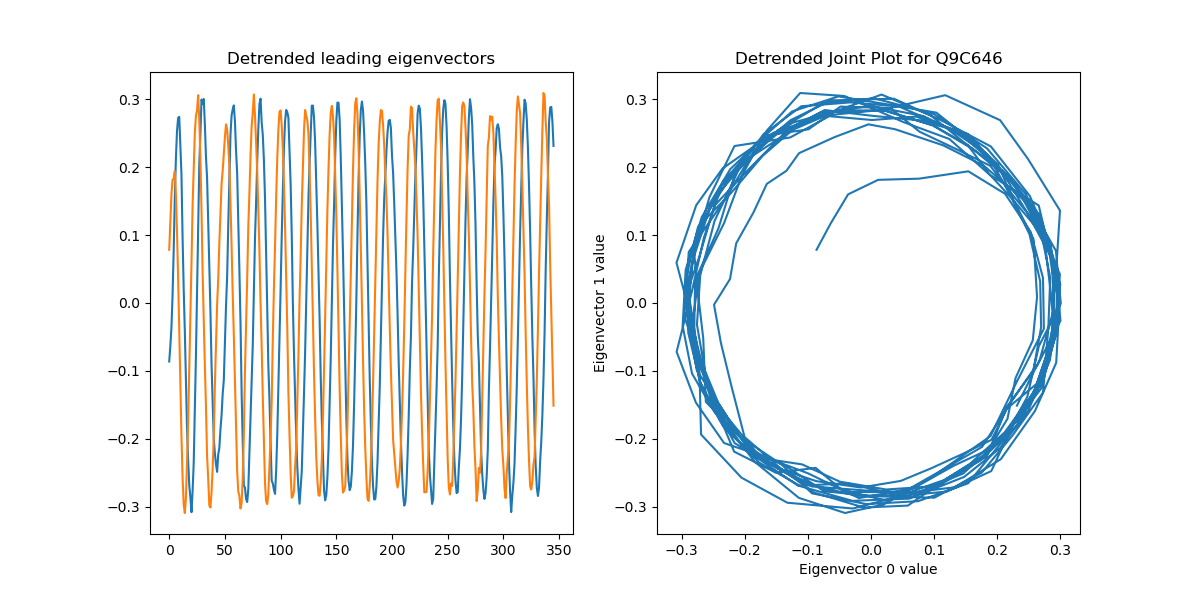 Detrended leading eigenvectors
0.3
0.2
0.1
0.0
−0.1
−0.2
−0.3
0 50 100 150 200 250 300 350
Detrended Joint Plot for Q9C646
Eigenvector 1 value
0.3
0.2
0.1
0.0
−0.1
−0.2
−0.3
−0.3 −0.2 −0.1 0.0 0.1 0.2 0.3
Eigenvector 0 value